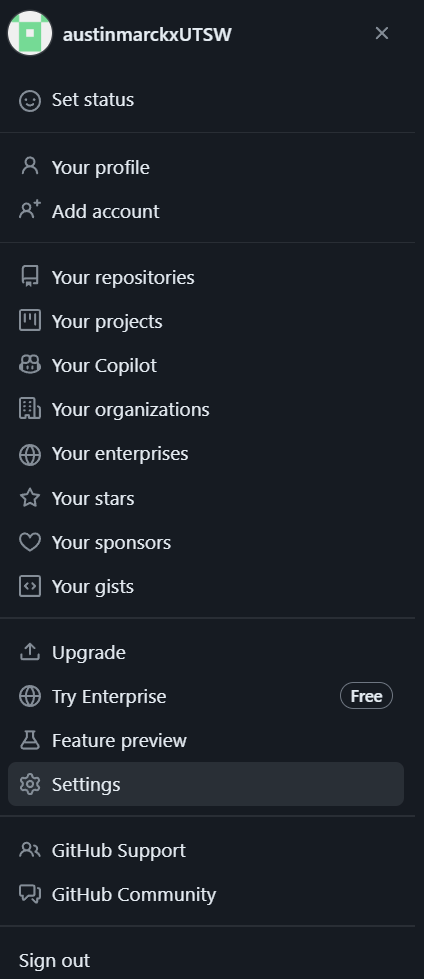 austinmarckxUTSW
Set status
Your profile
Add account
Your repositories
Your projects
Your Copilot
Your organizations
Your enterprises
Your stars
Your sponsors
Your gists
Upgrade
Try Enterprise Free
Feature preview
Settings
GitHub Support
GitHub Community
Sign out